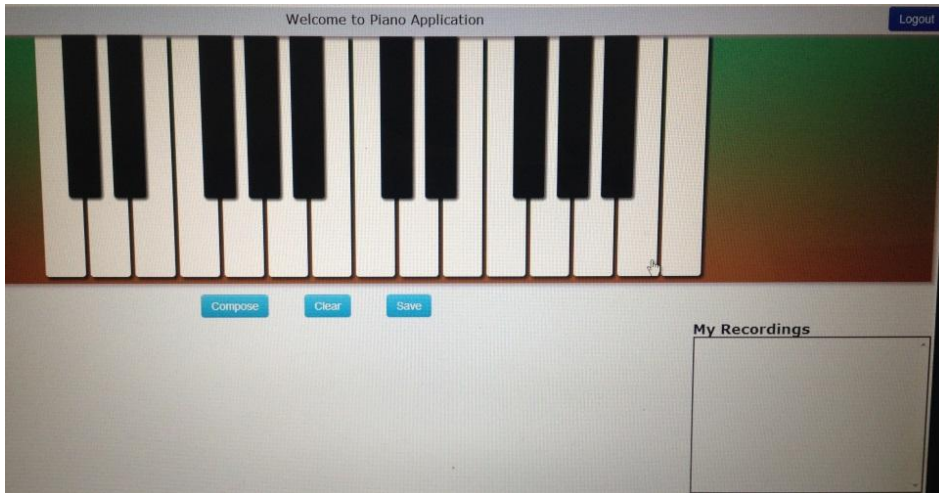 Welcome to Piano Application
Logout
Compose
Clear
Save
My Recordings